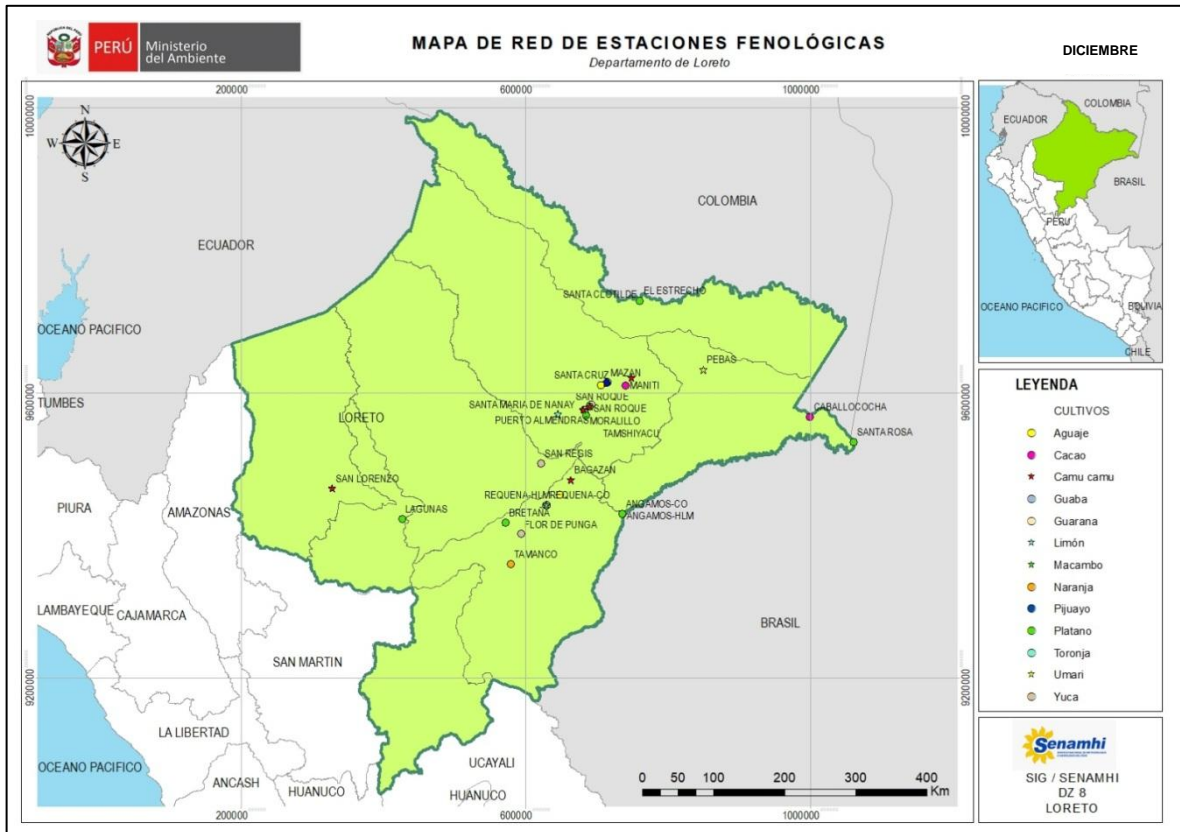 PERÚ
Ministerio
del Ambiente
MAPA DE RED DE ESTACIONES FENOLÓGICAS
Departamento de Loreto
DICIEMBRE
200000
600000
1000000
10000000
10000000
N
W
E
S
COLOMBIA
ECUADOR
SANTA CLOTILDE
EL ESTRECHO
OCEANO PACIFICO
PEBAS
SANTA CRUZ
MAZAN
MANITI
9600000
9600000
TUMBES
LORETO
SAN ROQUE
SANTA MARIA DE NANAY
SAN ROQUE
PUERTO ALMENDRAS
MORALILLO
TAMSHIYACU
CABALLOCOCHA
SANTA ROSA
SAN REGIS
SAN LORENZO
BAGAZAN
PIURA
AMAZONAS
REQUENA-HLM
REQUENA-CO
LAGUNAS
BRETANA
ANGAMOS-CO
ANGAMOS-HLM
FLOR DE PUNGA
TAMANCO
LAMBAYEQUE
CAJAMARCA
BRASIL
SAN MARTIN
9200000
9200000
LA LIBERTAD
OCEANO PACIFICO
ANCASH
HUANUCO
UCAYALI
HUANUCO
0 50 100 200 300 400
Km
200000
600000
1000000
COLOMBIA
ECUADOR
BRASIL
PERU
OCEANO PACIFICO
BOLIVIA
CHILE
LEYENDA
CULTIVOS
Aguaje
Cacao
Camu camu
Guaba
Guarana
Limón
Macambo
Naranja
Pijuayo
Platano
Toronja
Umari
Yuca
Senamhi
SIG / SENAMHI
DZ 8
LORETO